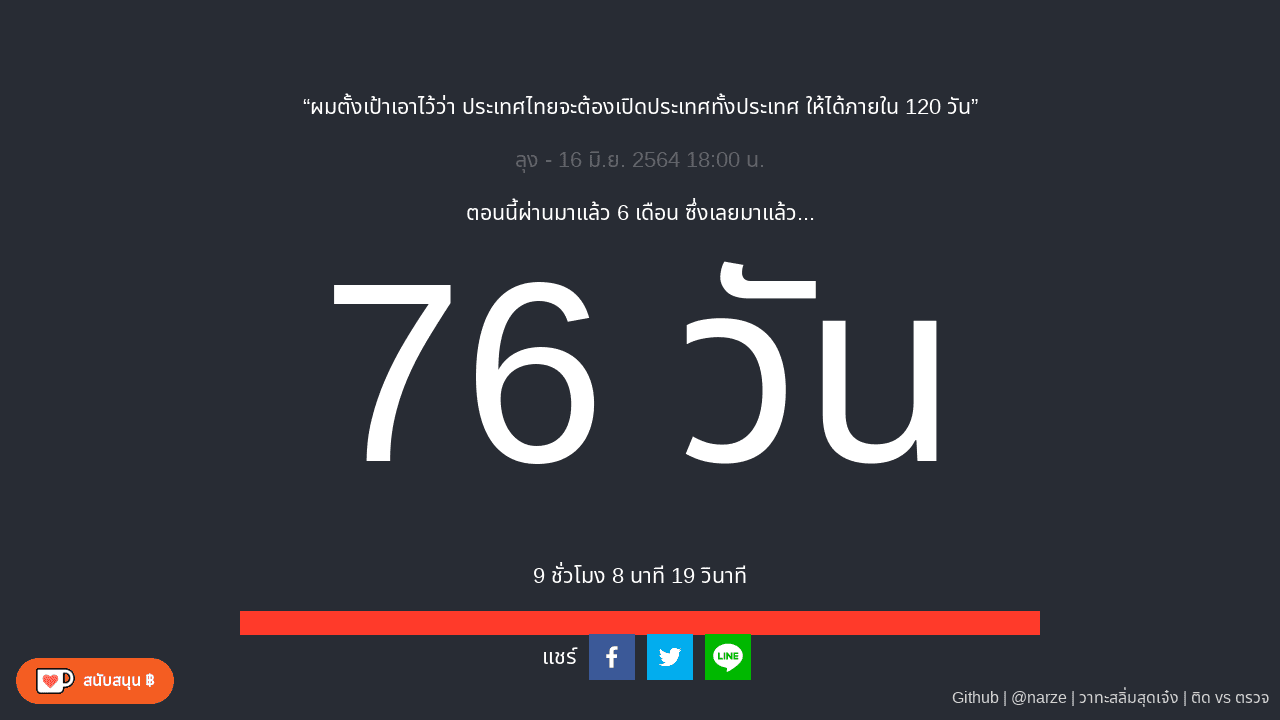 “ผมตั้งเป้าเอาไว้ว่า ประเทศไทยจะต้องเปิดประเทศทั้งประเทศ ให้ได้ภายใน 120 วัน”
ลุง - 16 มิ.ย. 2564 18:00 น.
ตอนนี้ผ่านมาแล้ว 6 เดือน ซึ่งเลยมาแล้ว...
76 วัน
9 ชั่วโมง 8 นาที 19 วินาที
แชร์
LINE
สนับสนุน ฿
Github | @narze | วาทะสลิ่มสุดเจ๋ง | ติด vs ตรวจ